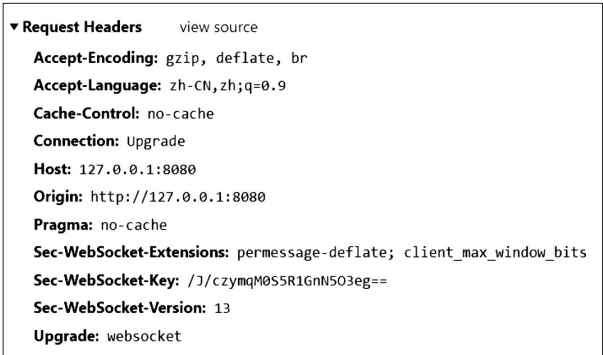 ▼Request Headers view source
Accept-Encoding: gzip, deflate, br
Accept-Language: zh-CN,zh;q=0.9
Cache-Control: no-cache
Connection: Upgrade
Host: 127.0.0.1:8080
Origin: http://127.0.0.1:8080
Pragma: no-cache
Sec-WebSocket-Extensions: permessage-deflate; client_max_window_bits
Sec-WebSocket-Key: /J/czymqM0S5R1GnN5O3eg==
Sec-WebSocket-Version: 13
Upgrade: websocket